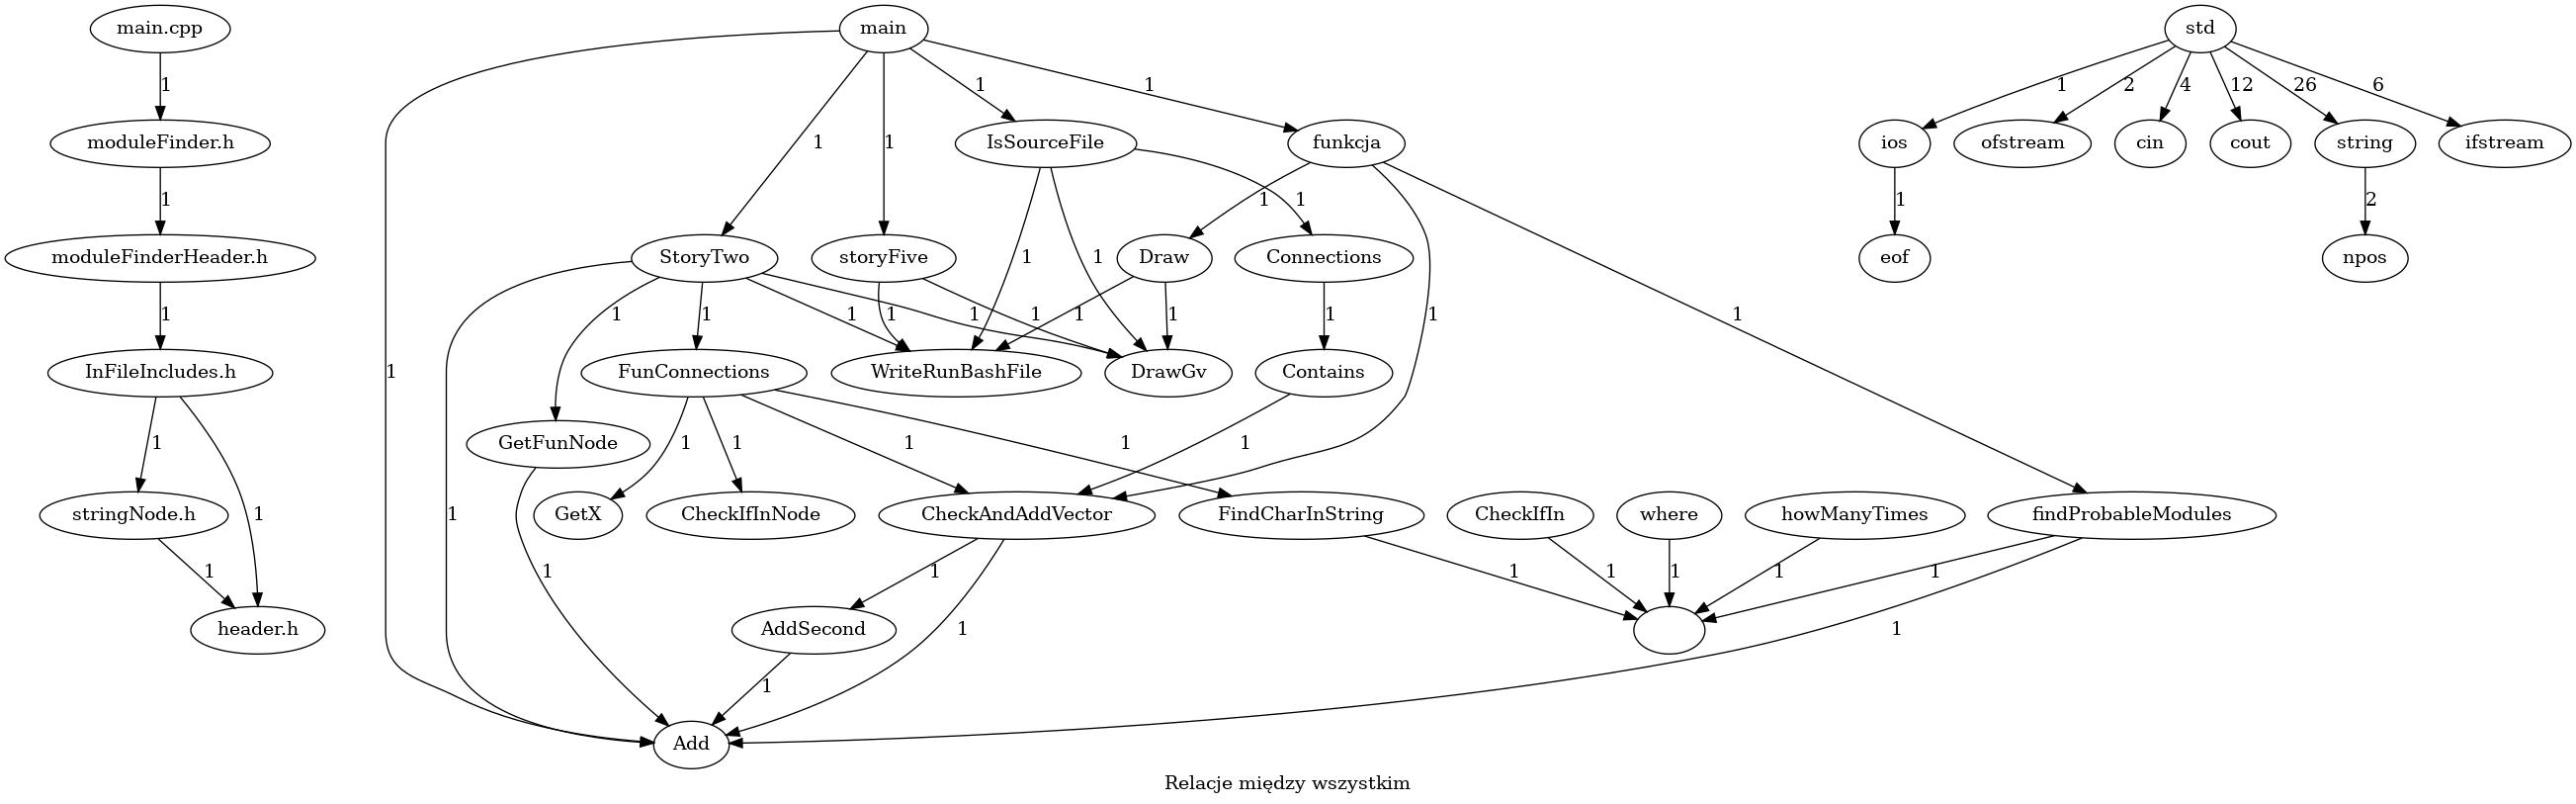 main.cpp
main
std
1
1
1
1
2
4
12
26
6
moduleFinder.h
IsSourceFile
funkcja
ios
ofstream
cin
cout
string
ifstream
1
1
1
1
1
1
2
moduleFinderHeader.h
StoryTwo
storyFive
Draw
Connections
eof
npos
1
1
1
1
1
1
1
1
1
1
1
1
1
1
InFileIncludes.h
1
FunConnections
WriteRunBashFile
DrawGv
Contains
1
1
GetFunNode
1
1
1
1
1
stringNode.h
1
1
GetX
CheckIfInNode
CheckAndAddVector
FindCharInString
CheckIfIn
where
howManyTimes
findProbableModules
1
1
1
1
1
1
1
1
header.h
AddSecond
1
1
1
Add
Relacje między wszystkim